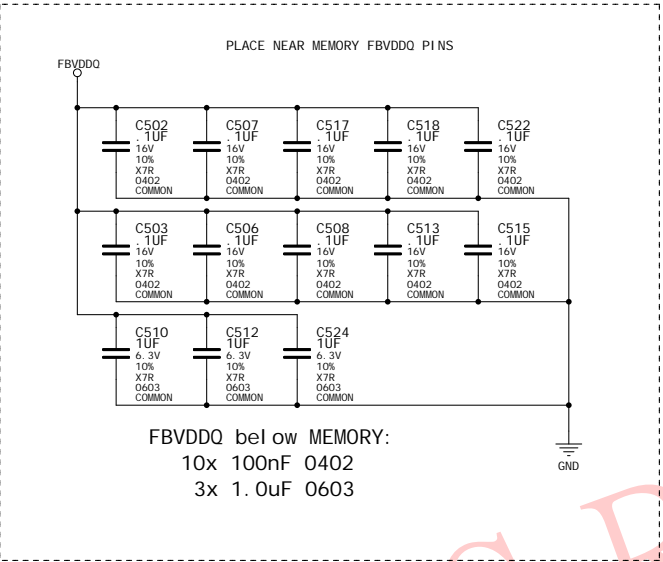 PLACE NEAR MEMORY FBVDDQ PINS
FBVDDQ
C502 C507 C517 C518 C522
.1UF .1UF .1UF .1UF .1UF
16V 16V 16V 16V 16V
10% 10% 10% 10% 10%
X7R X7R X7R X7R X7R
0402 0402 0402 0402 0402
COMMON COMMON COMMON COMMON COMMON
C503 C506 C508 C513 C515
.1UF .1UF .1UF .1UF .1UF
16V 16V 16V 16V 16V
10% 10% 10% 10% 10%
X7R X7R X7R X7R X7R
0402 0402 0402 0402 0402
COMMON COMMON COMMON COMMON COMMON
C510 C512 C524
1UF 1UF 1UF
6.3V 6.3V 6.3V
10% 10% 10%
X7R X7R X7R
0603 0603 0603
COMMON COMMON COMMON
FBVDDQ below MEMORY:
10x 100nF 0402
3x 1.0uF 0603
GND